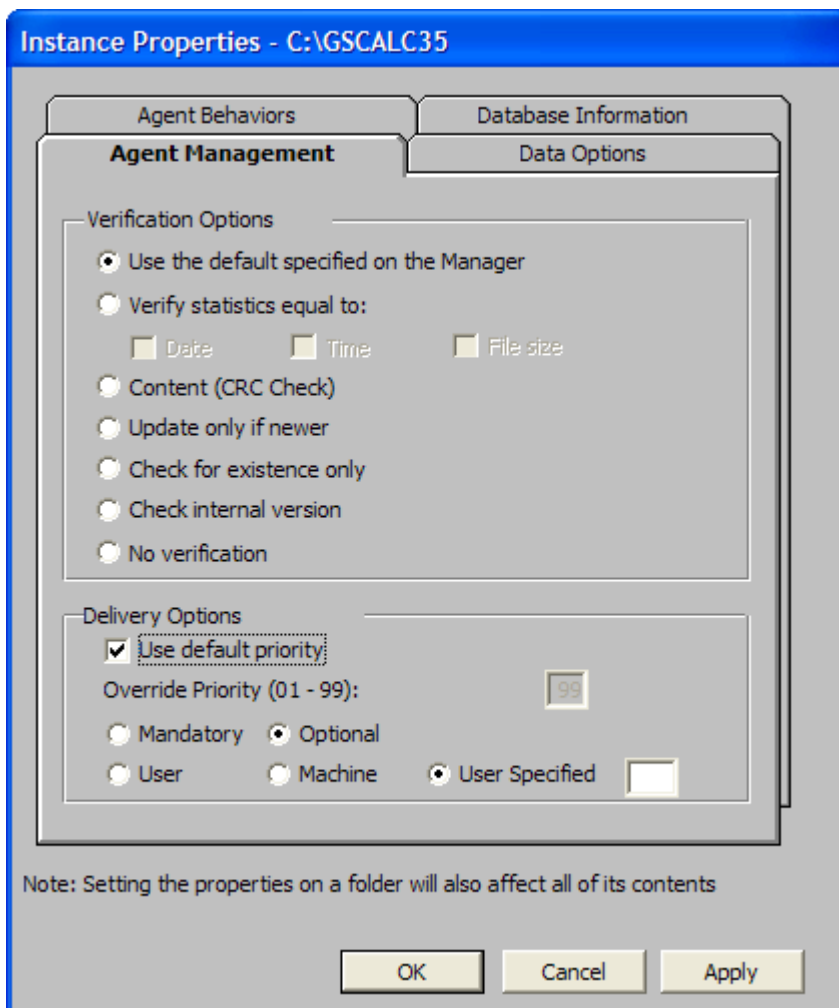 Instance Properties - C:\GSCALC35
Agent Behaviors Database Information
Agent Management Data Options
Verification Options
Use the default specified on the Manager
Verify statistics equal to:
Date Time File size
Content (CRC Check)
Update only if newer
Check for existence only
Check internal version
No verification
Delivery Options
Use default priority
Override Priority (01 - 99): 99
Mandatory Optional
User Machine User Specified
Note: Setting the properties on a folder will also affect all of its contents
OK Cancel Apply